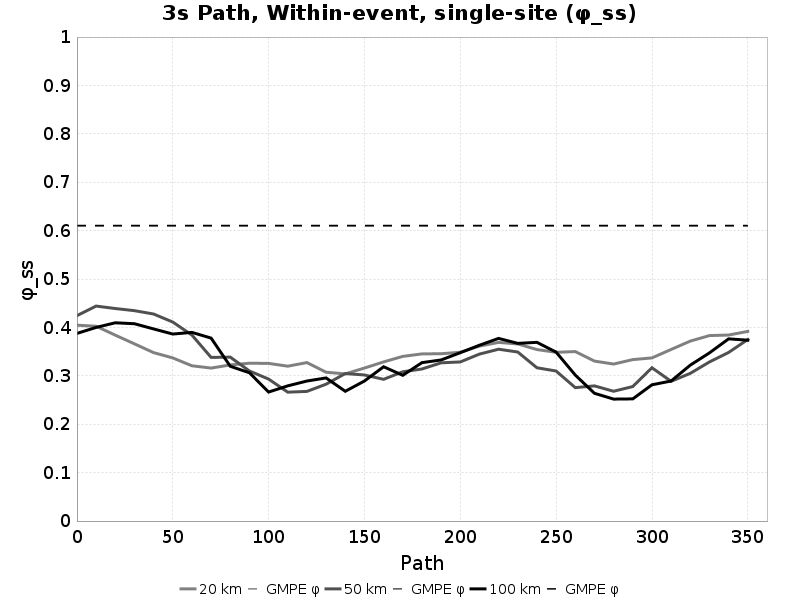 3s Path, Within-event, single-site (φ_ss)
1
0.9
0.8
0.7
0.6
0.5
0.4
0.3
0.2
0.1
0
φ_ss
0 50 100 150 200 250 300 350
Path
20 km GMPE φ 50 km GMPE φ 100 km GMPE φ